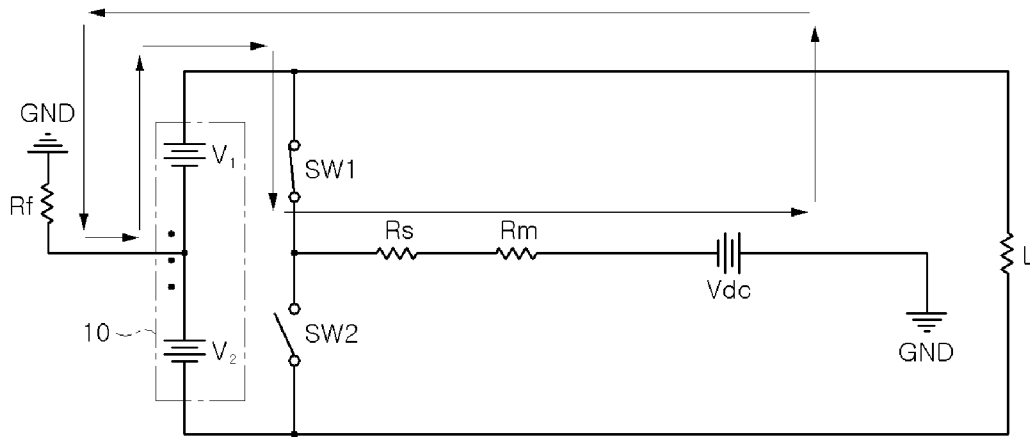 GND
V₁
SW1
Rf
Rs
Rm
L
Vdc
10
V₂
SW2
GND